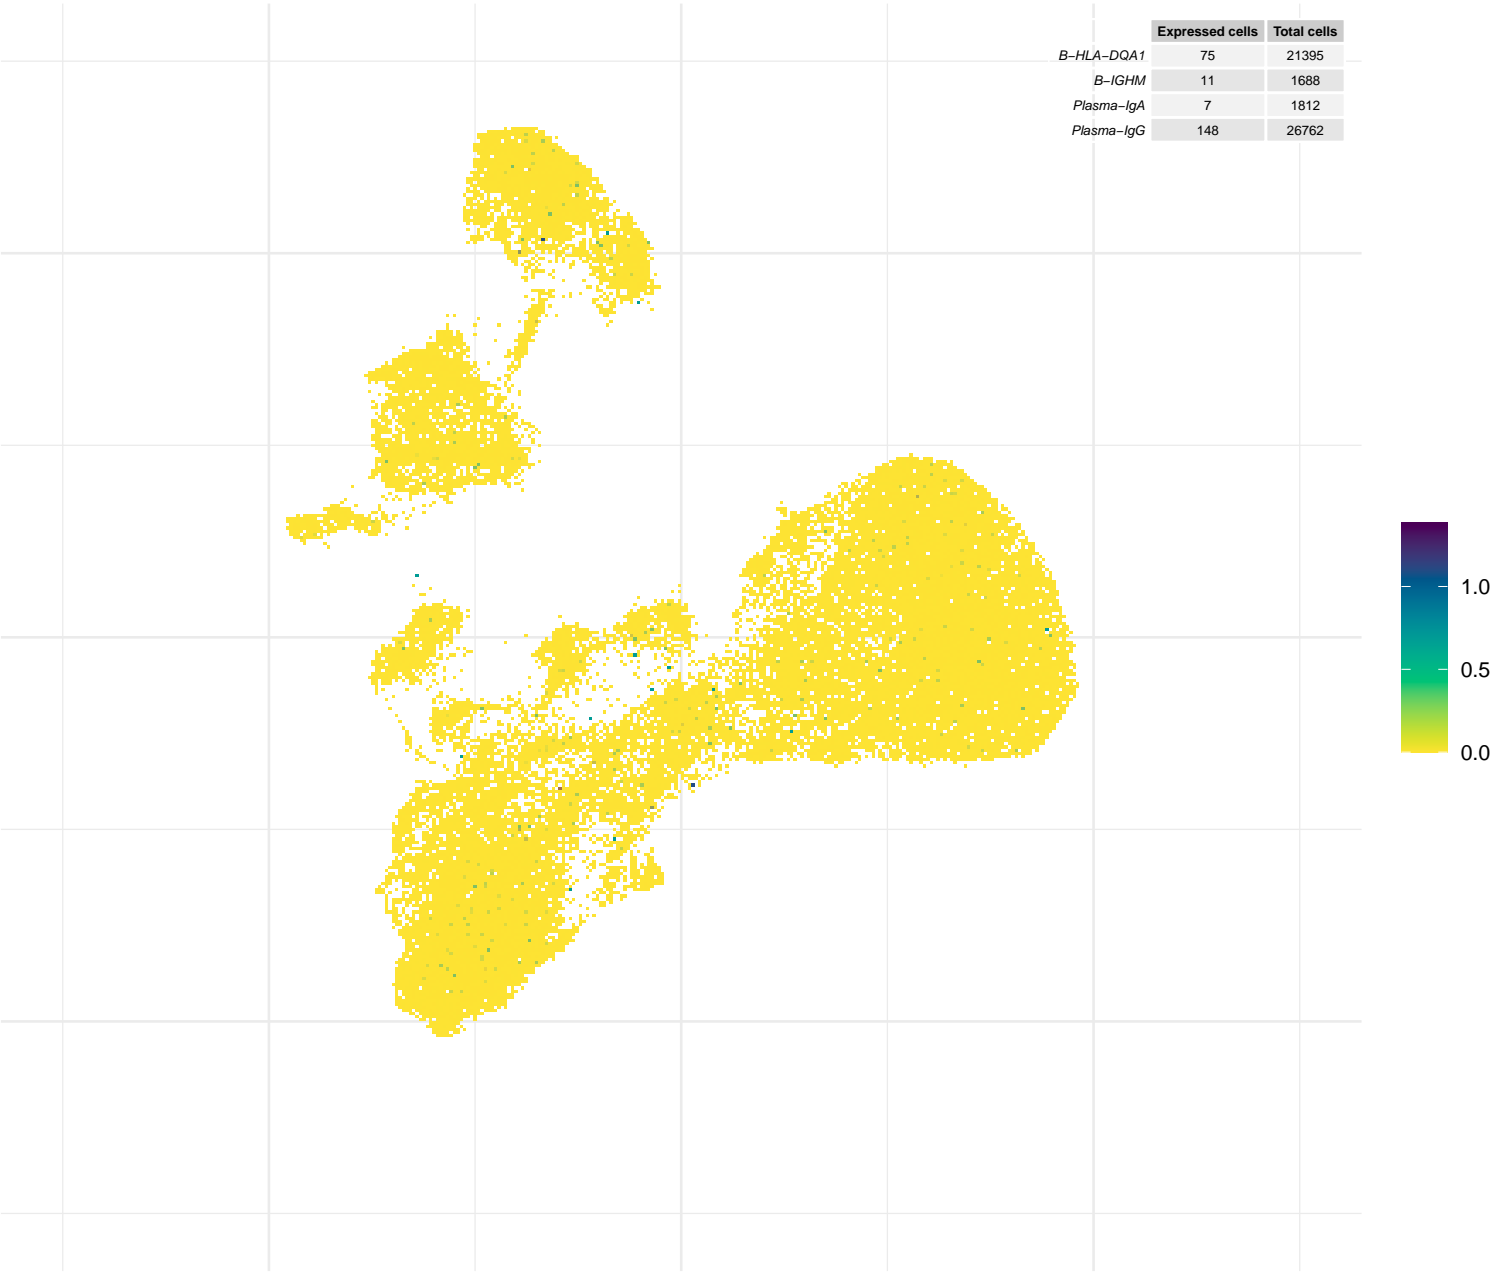 Expressed cells Total cells
B−HLA−DQA1 75 21395
B−IGHM 11 1688
Plasma−IgA 7 1812
Plasma−IgG 148 26762
1.0
0.5
0.0